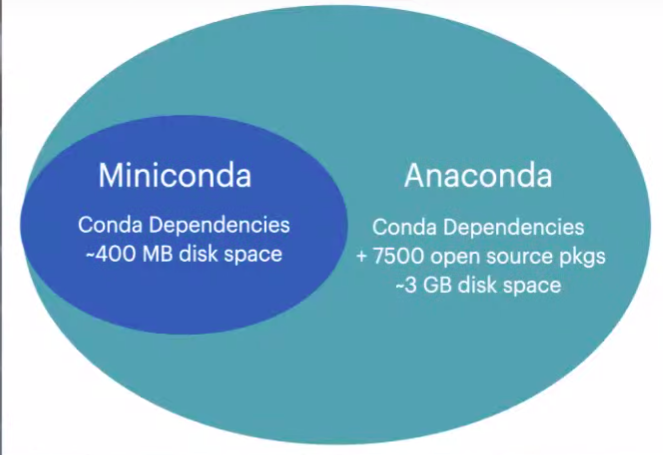 Miniconda
Conda Dependencies
~400 MB disk space
Anaconda
Conda Dependencies
+ 7500 open source pkgs
~3 GB disk space